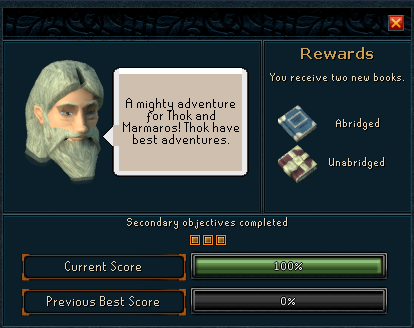 Rewards
You receive two new books.
A mighty adventure
for Thok and
Marmaros! Thok have
best adventures.
Abridged
Unabridged
Secondary objectives completed
Current Score
100%
Previous Best Score
0%